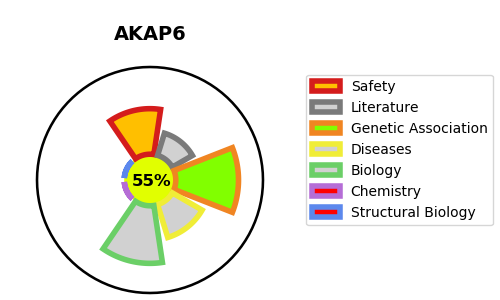 AKAP6
55%
Safety
Literature
Genetic Association
Diseases
Biology
Chemistry
Structural Biology